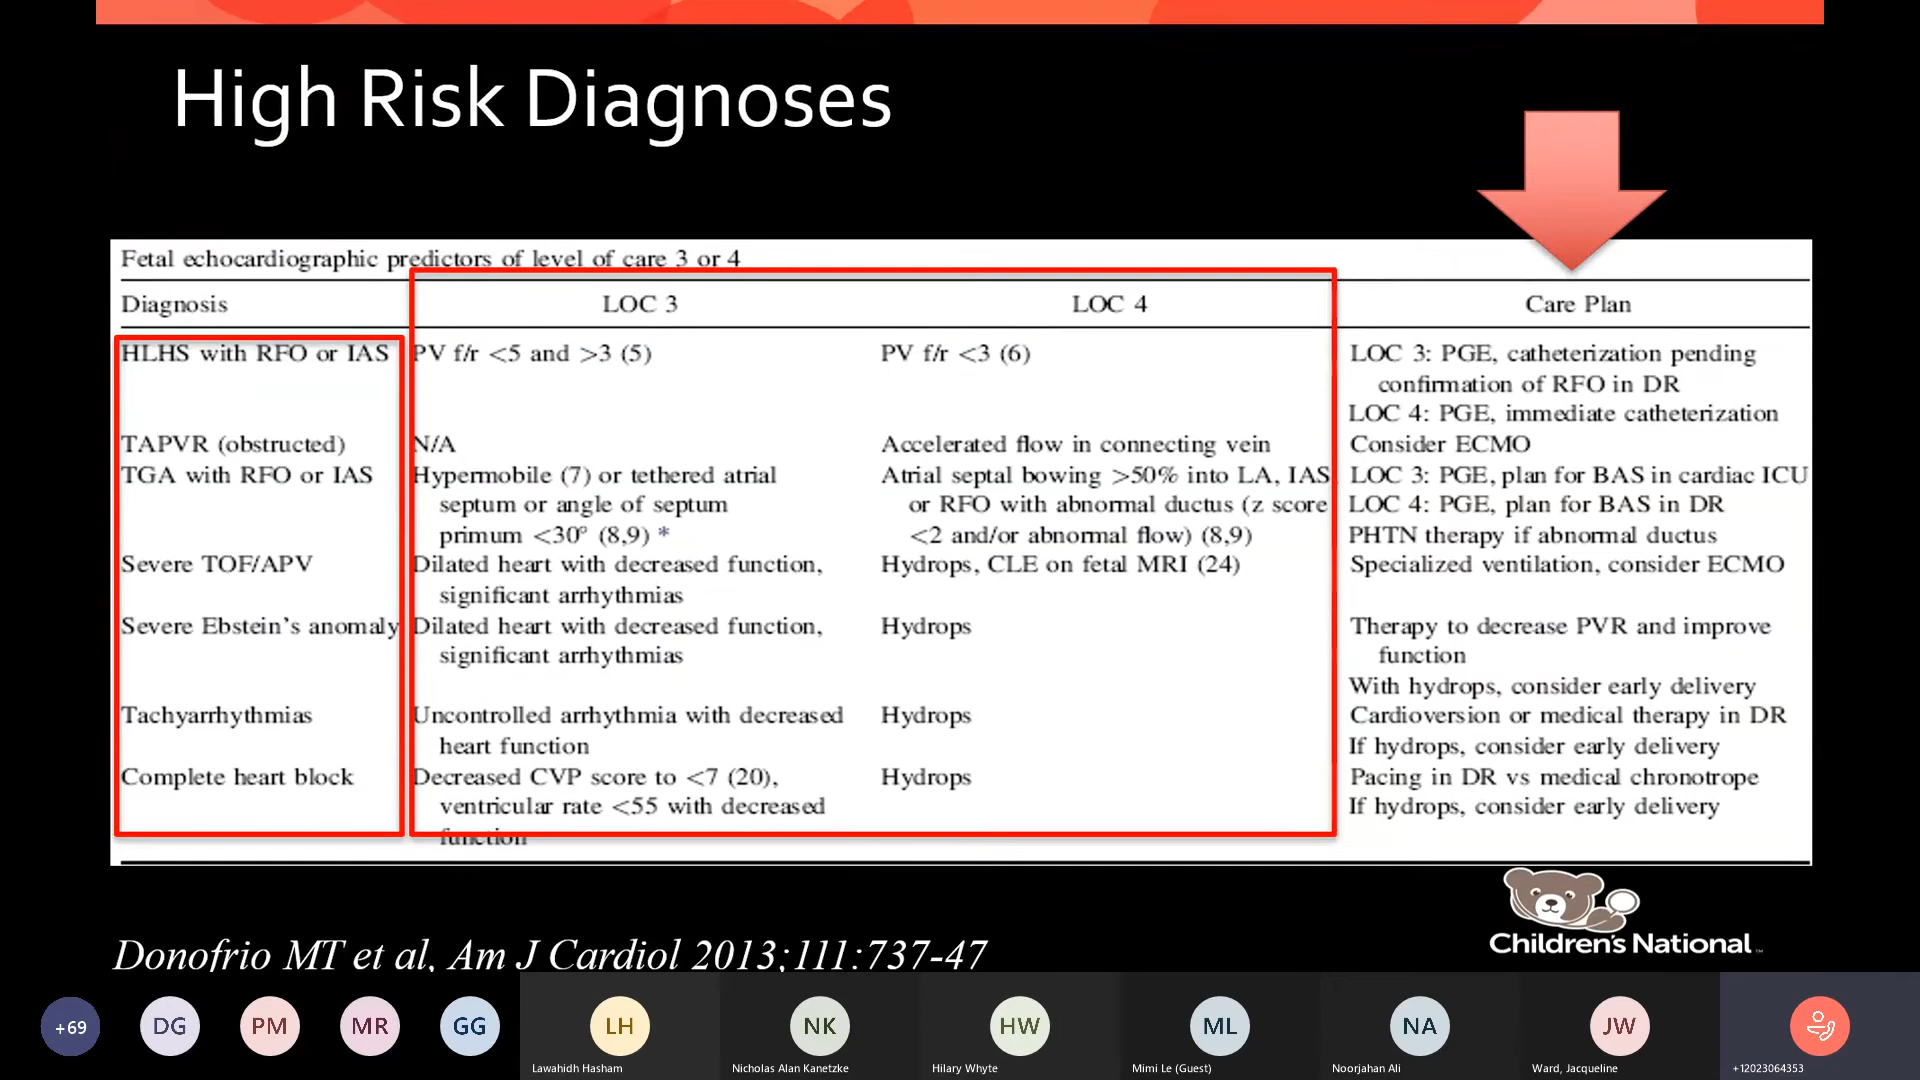 High Risk Diagnoses
Fetal echocardiographic predictors of level of care 3 or 4
Diagnosis LOC 3 LOC 4 Care Plan
HLHS with RFO or IAS PV f/r <5 and >3 (5) PV f/r <3 (6) LOC 3: PGE, catheterization pending
confirmation of RFO in DR
LOC 4: PGE, immediate catheterization
TAPVR (obstructed) N/A Accelerated flow in connecting vein Consider ECMO
TGA with RFO or IAS Hypermobile (7) or tethered atrial Atrial septal bowing >50% into LA, IAS LOC 3: PGE, plan for BAS in cardiac ICU
septum or angle of septum or RFO with abnormal ductus (z score LOC 4: PGE, plan for BAS in DR
primum <30° (8,9) * <2 and/or abnormal flow) (8,9) PHTN therapy if abnormal ductus
Severe TOF/APV Dilated heart with decreased function, Hydrops, CLE on fetal MRI (24) Specialized ventilation, consider ECMO
significant arrhythmias
Severe Ebstein's anomaly Dilated heart with decreased function, Hydrops Therapy to decrease PVR and improve
significant arrhythmias function
With hydrops, consider early delivery
Tachyarrhythmias Uncontrolled arrhythmia with decreased Hydrops Cardioversion or medical therapy in DR
heart function If hydrops, consider early delivery
Complete heart block Decreased CVP score to <7 (20), Hydrops Pacing in DR vs medical chronotrope
ventricular rate <55 with decreased If hydrops, consider early delivery
function
Children's National
Donofrio MT et al, Am J Cardiol 2013;111:737-47
+69 DG PM MR GG LH NK HW ML NA JW
Lawahidh Hasham Nicholas Alan Kanetzke Hilary Whyte Mimi Le (Guest) Noorjahan Ali Ward, Jacqueline +12023064353